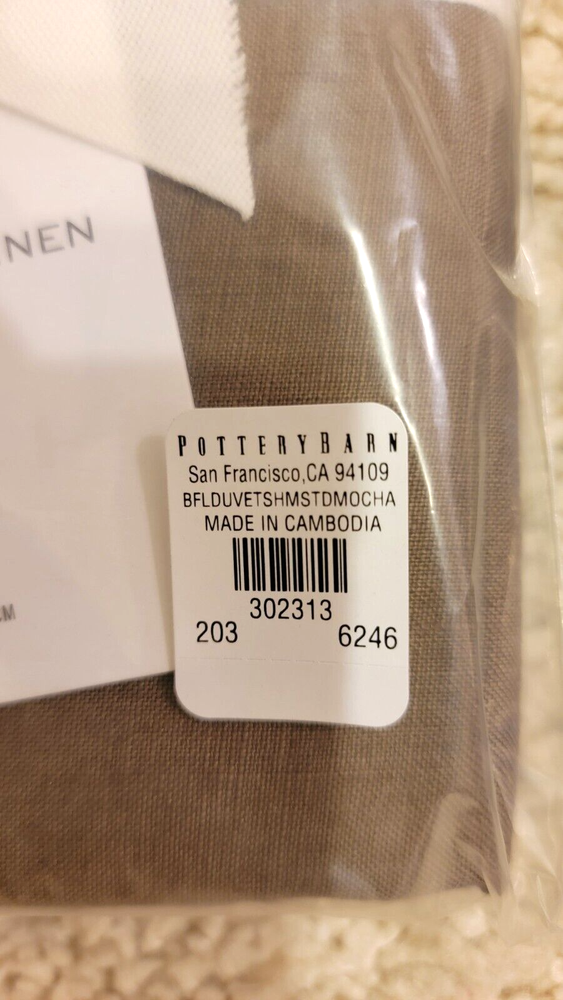 NEN
POTTERYBARN
San Francisco,CA 94109
BFLDUVETSHMSTDMOCHA
MADE IN CAMBODIA
302313
203 6246